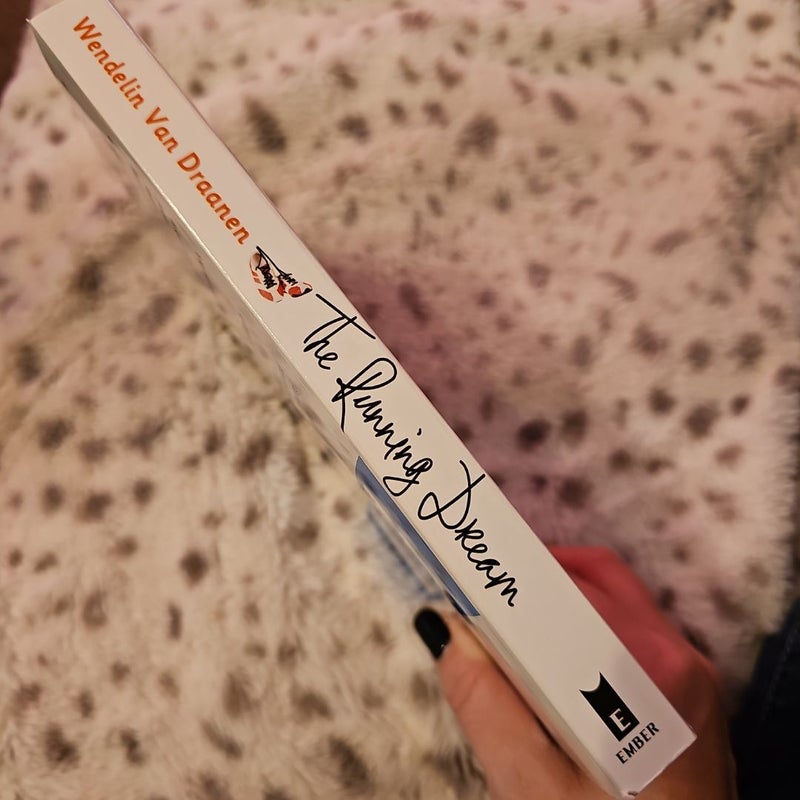 Wendelin Van Draanen
The Running Dream
E
EMBER